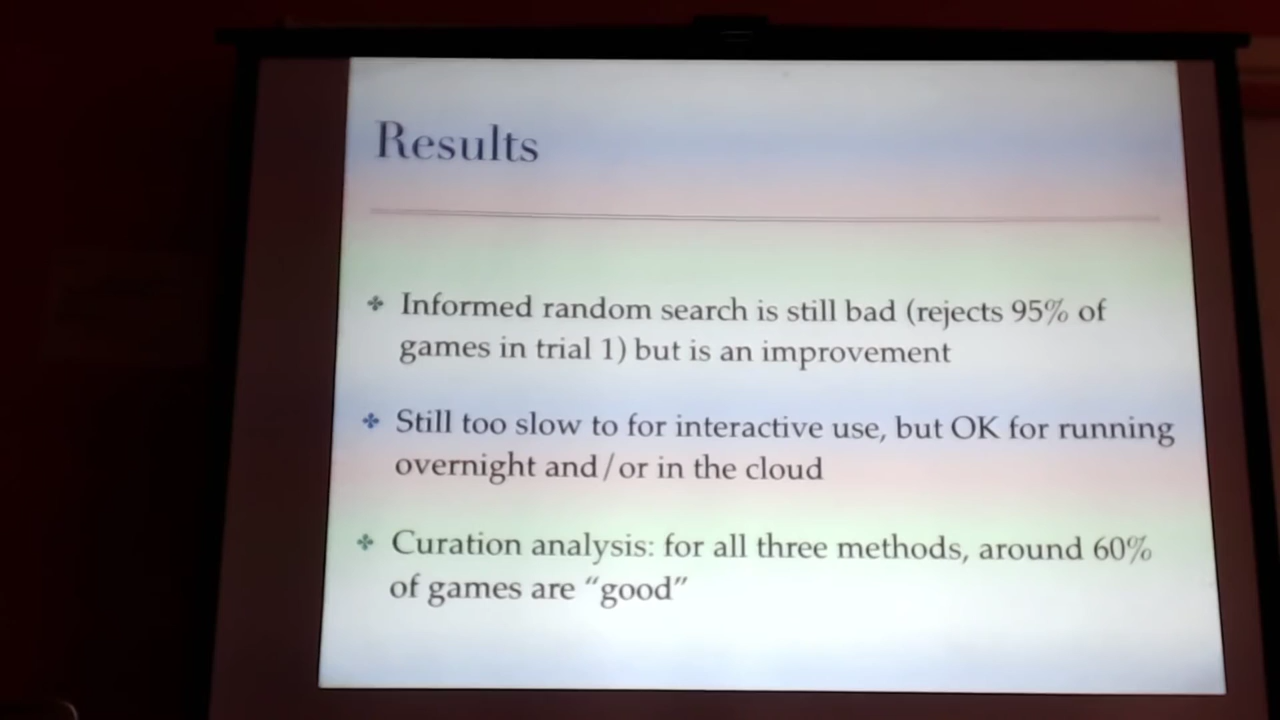 Results
Informed random search is still bad (rejects 95% of
games in trial 1) but is an improvement
Still too slow to for interactive use, but OK for running
overnight and/or in the cloud
Curation analysis: for all three methods, around 60%
of games are “good”